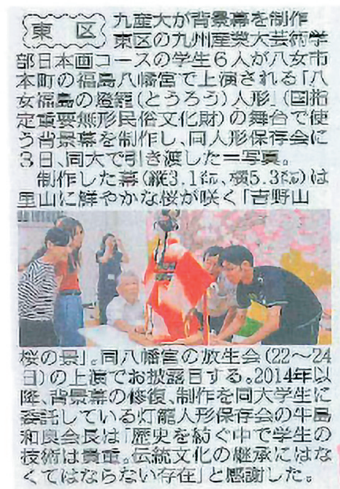 東区
九産大が背景幕を制作
東区の九州産業大芸術学
部日本画コースの学生6人が八女市
本町の福島八幡宮で上演される「八
女福島の燈籠(とうろう)人形」(国指
定重要無形民俗文化財)の舞台で使
う背景幕を制作し、同人形保存会に
3日、同大で引き渡した=写真。
制作した幕(縦3.1㍍、横5.3㍍)は
里山に鮮やかな桜が咲く「吉野山
桜の景」。同八幡宮の放生会(22~24
日)の上演でお披露目する。2014年以
降、背景幕の修復、制作を同大学生に
委託している灯籠人形保存会の牛島
和良会長は「歴史を紡ぐ中で学生の
技術は貴重。伝統文化の継承にはな
くてはならない存在」と感謝した。